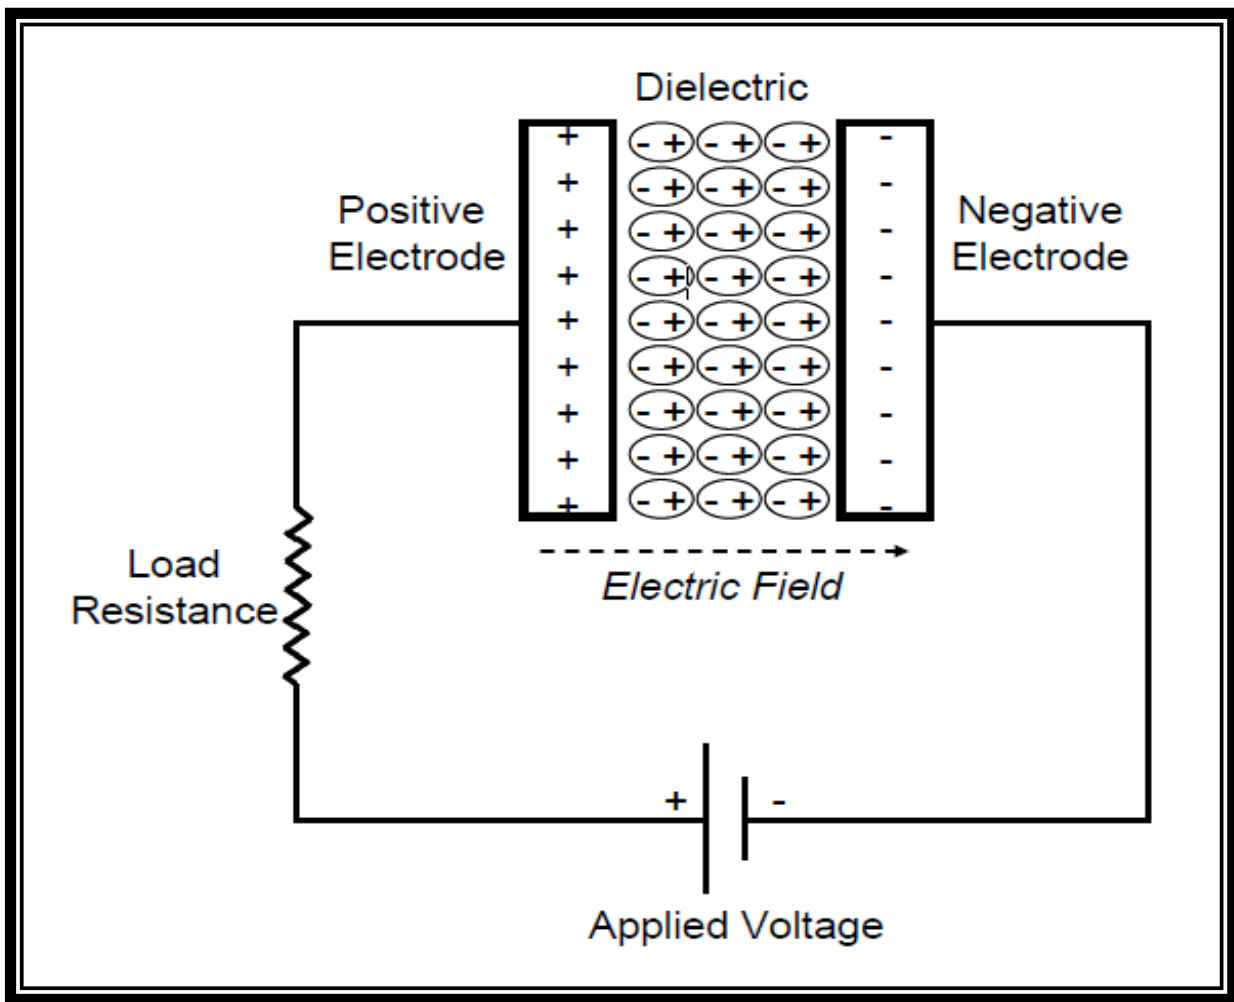 Dielectric
+ - + - + - + -
+ - + - + - + -
+ - + - + - + -
+ - + - + - + -
+ - + - + - + -
+ - + - + - + -
+ - + - + - + -
+ - + - + - + -
+ - + - + - + -
Positive
Electrode
Negative
Electrode
Electric Field
Load
Resistance
+ -
Applied Voltage